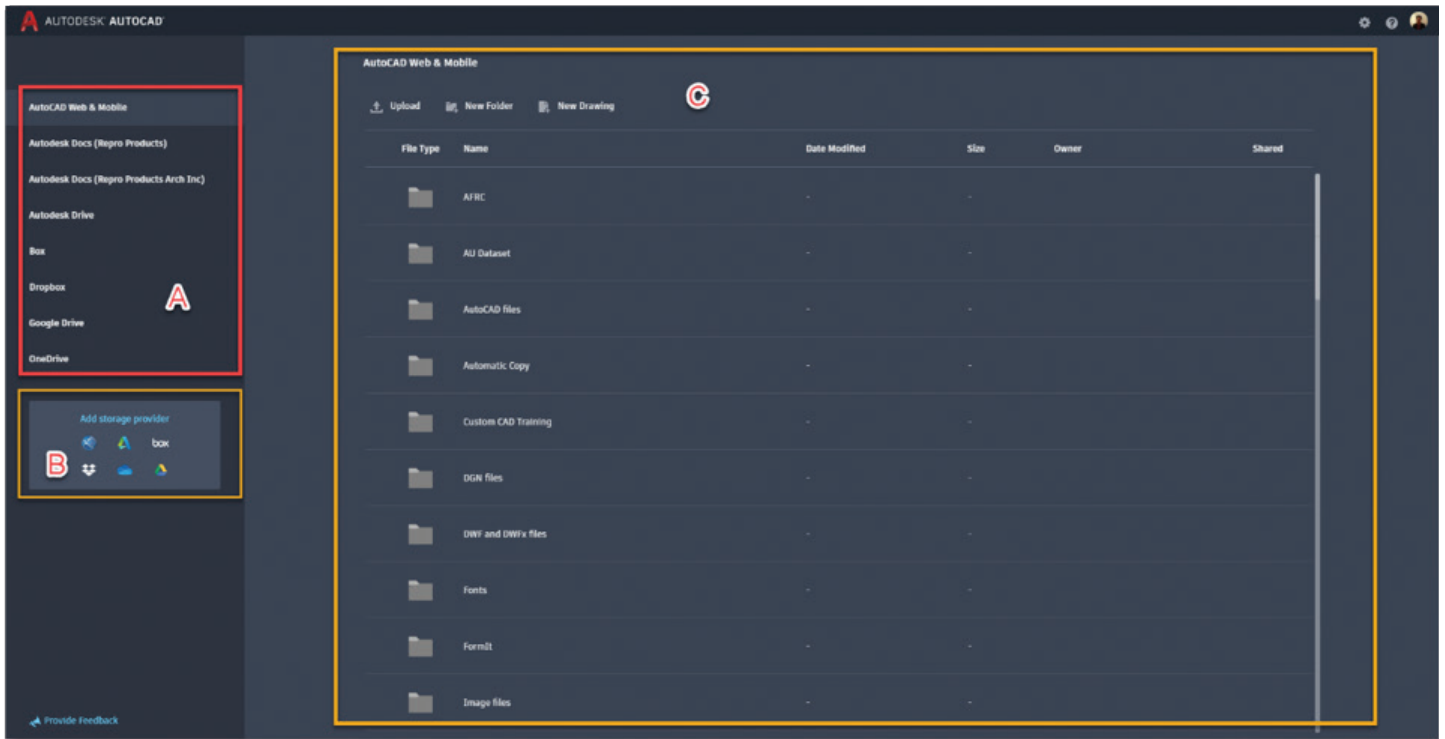 AUTODESK AUTOCAD
AutoCAD Web & Mobile
Autodesk Docs (Repro Products)
Autodesk Docs (Repro Products Arch Inc)
Autodesk Drive
Box
Dropbox
Google Drive
OneDrive
A
Add storage provider
box
B
Provide Feedback
AutoCAD Web & Mobile
C
Upload New Folder New Drawing
File Type Name Date Modified Size Owner Shared
AFRC - -
AU Dataset - -
AutoCAD files - -
Automatic Copy - -
Custom CAD Training - -
DGN files - -
DWF and DWFx files - -
Fonts - -
FormIt - -
Image files - -